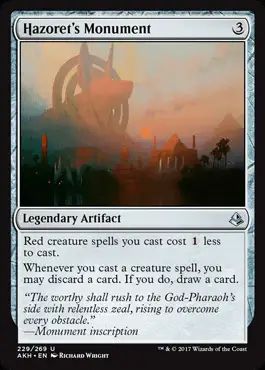 Hazoret's Monument 3
Legendary Artifact
Red creature spells you cast cost 1 less
to cast.
Whenever you cast a creature spell, you
may discard a card. If you do, draw a card.
"The worthy shall rush to the God-Pharaoh's
side with relentless zeal, rising to overcome
every obstacle."
—Monument inscription
229/269 U
AKH • EN Richard Wright
™ & © 2017 Wizards of the Coast